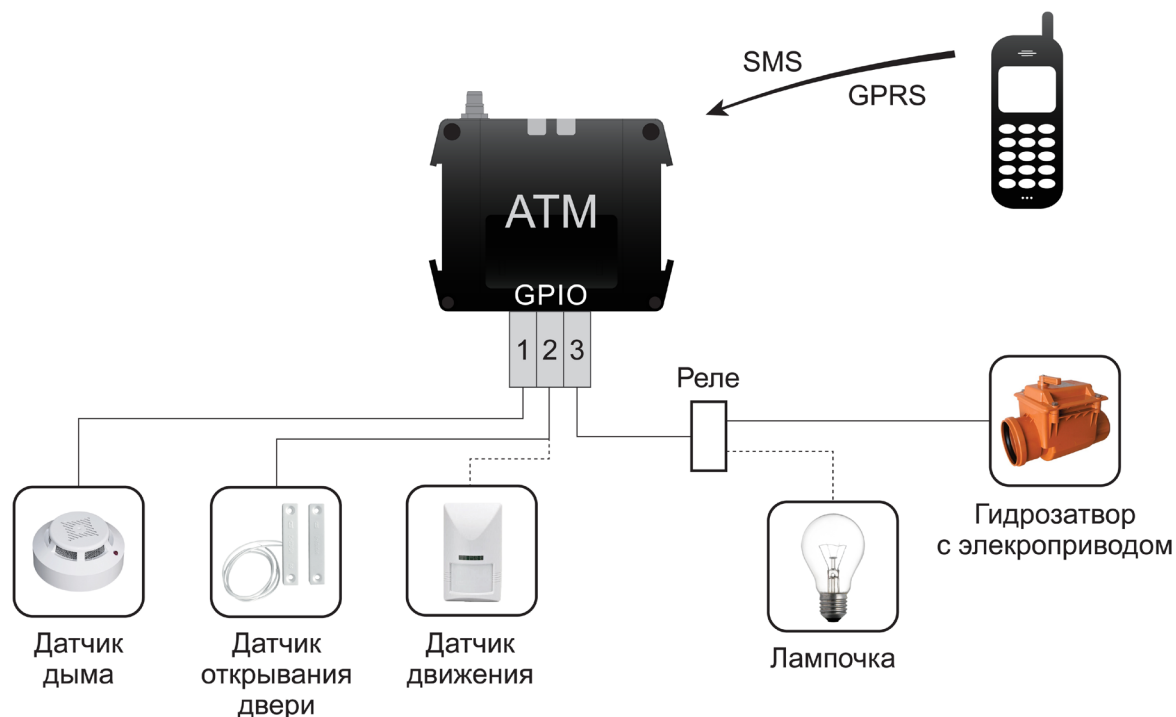 SMS
GPRS
ATM
GPIO
1 2 3
Реле
Гидрозатвор
с элекроприводом
Датчик
дыма
Датчик
открывания
двери
Датчик
движения
Лампочка